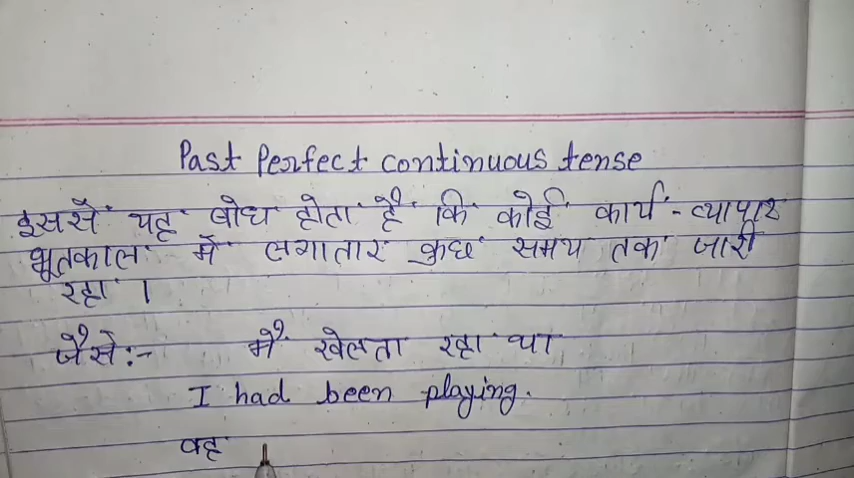 Past Perfect continuous tense
इससे यह बोध होता है कि कोई कार्य - व्यापार
भूतकाल में लगातार कुछ समय तक जारी
रहा ।
जैसे:- मैं खेलता रहा था
I had been playing.
वह